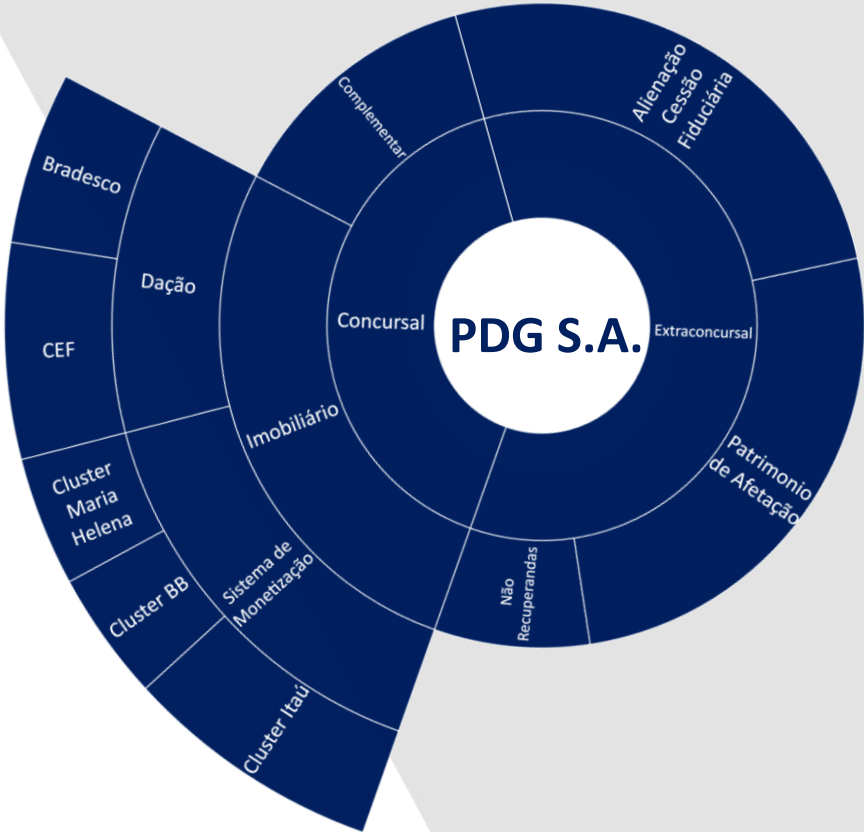 PDG S.A.
Concursal
Extraconcursal
Complementar
Alienação
Cessão
Fiduciária
Patrimonio
de Afetação
Não
Recuperandas
Imobiliário
Dação
Sistema de
Monetização
Bradesco
CEF
Cluster
Maria
Helena
Cluster BB
Cluster Itaú